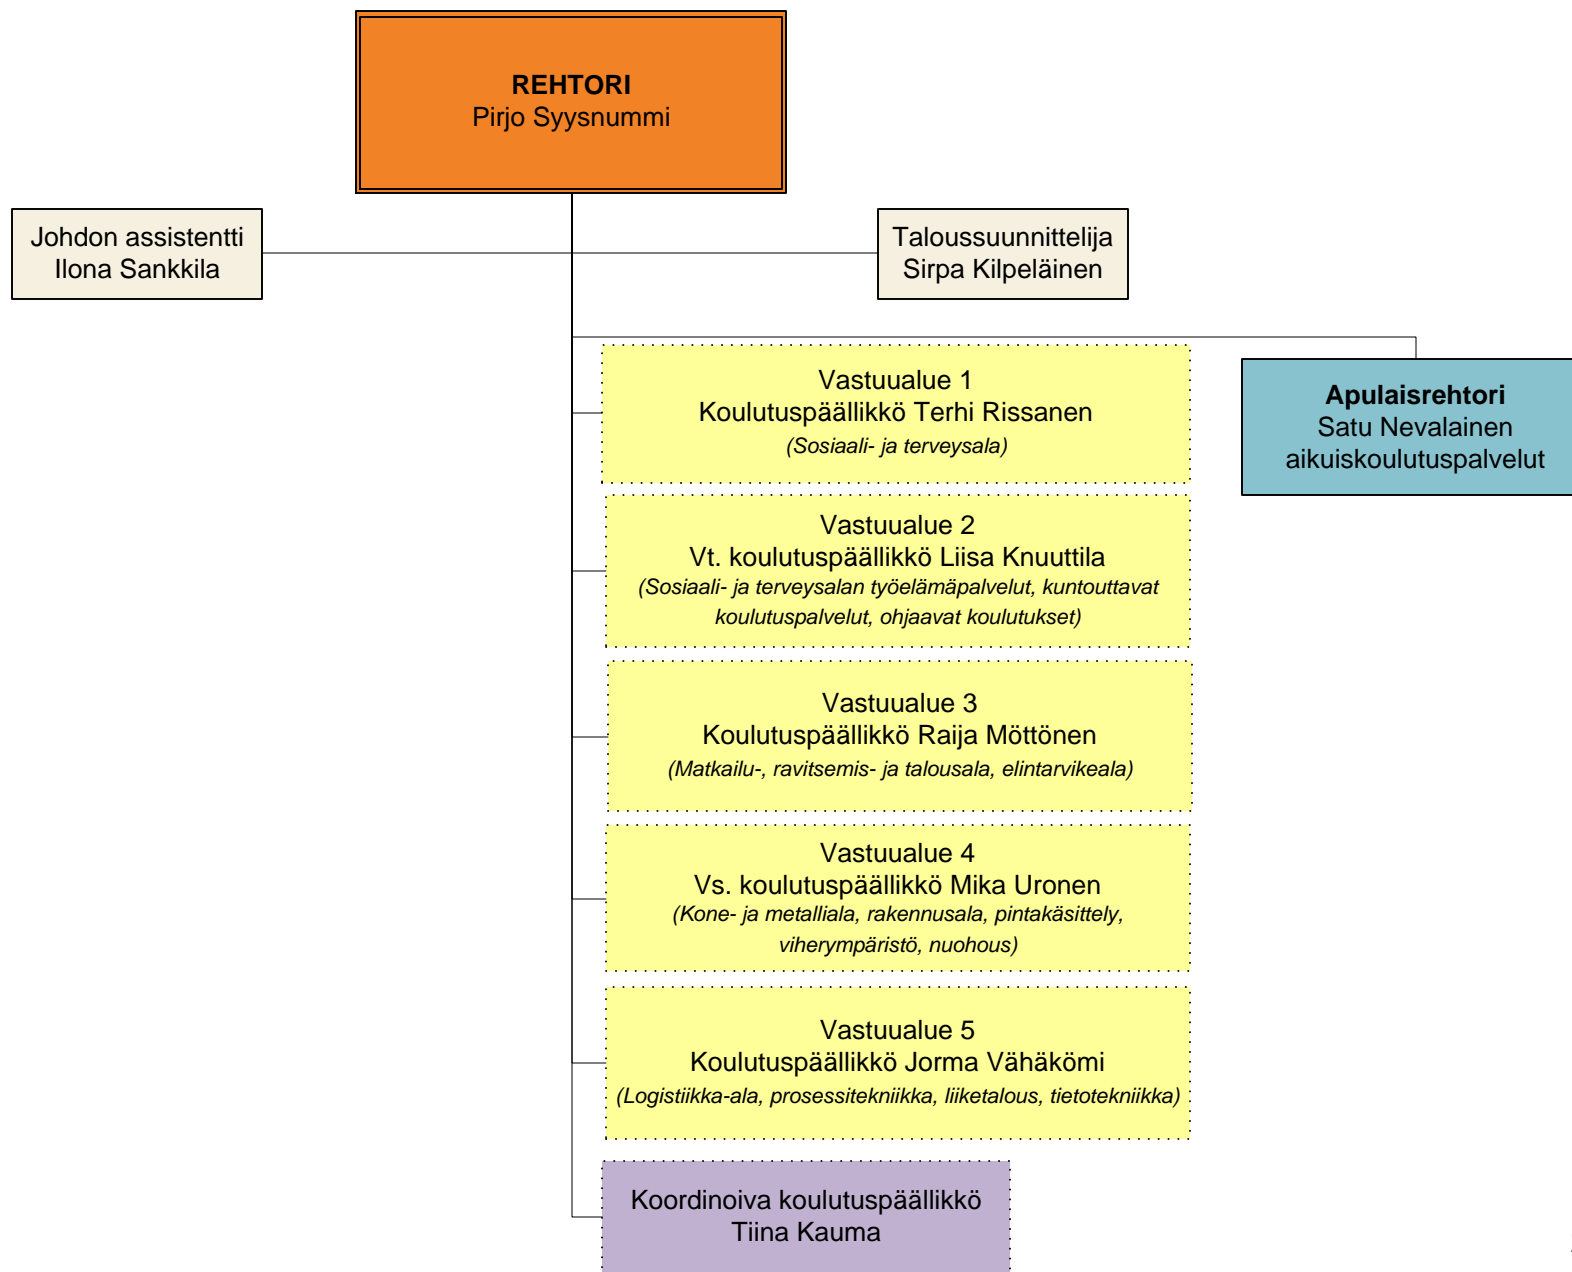 REHTORI
Pirjo Syysnummi
Johdon assistentti
Ilona Sankkila
Taloussuunnittelija
Sirpa Kilpeläinen
Vastuualue 1
Koulutuspäällikkö Terhi Rissanen
(Sosiaali- ja terveysala)
Apulaisrehtori
Satu Nevalainen
aikuiskoulutuspalvelut
Vastuualue 2
Vt. koulutuspäällikkö Liisa Knuuttila
(Sosiaali- ja terveysalan työelämäpalvelut, kuntouttavat
koulutuspalvelut, ohjaavat koulutukset)
Vastuualue 3
Koulutuspäällikkö Raija Möttönen
(Matkailu-, ravitsemis- ja talousala, elintarvikeala)
Vastuualue 4
Vs. koulutuspäällikkö Mika Uronen
(Kone- ja metalliala, rakennusala, pintakäsittely,
viherympäristö, nuohous)
Vastuualue 5
Koulutuspäällikkö Jorma Vähäkömi
(Logistiikka-ala, prosessitekniikka, liiketalous, tietotekniikka)
Koordinoiva koulutuspäällikkö
Tiina Kauma